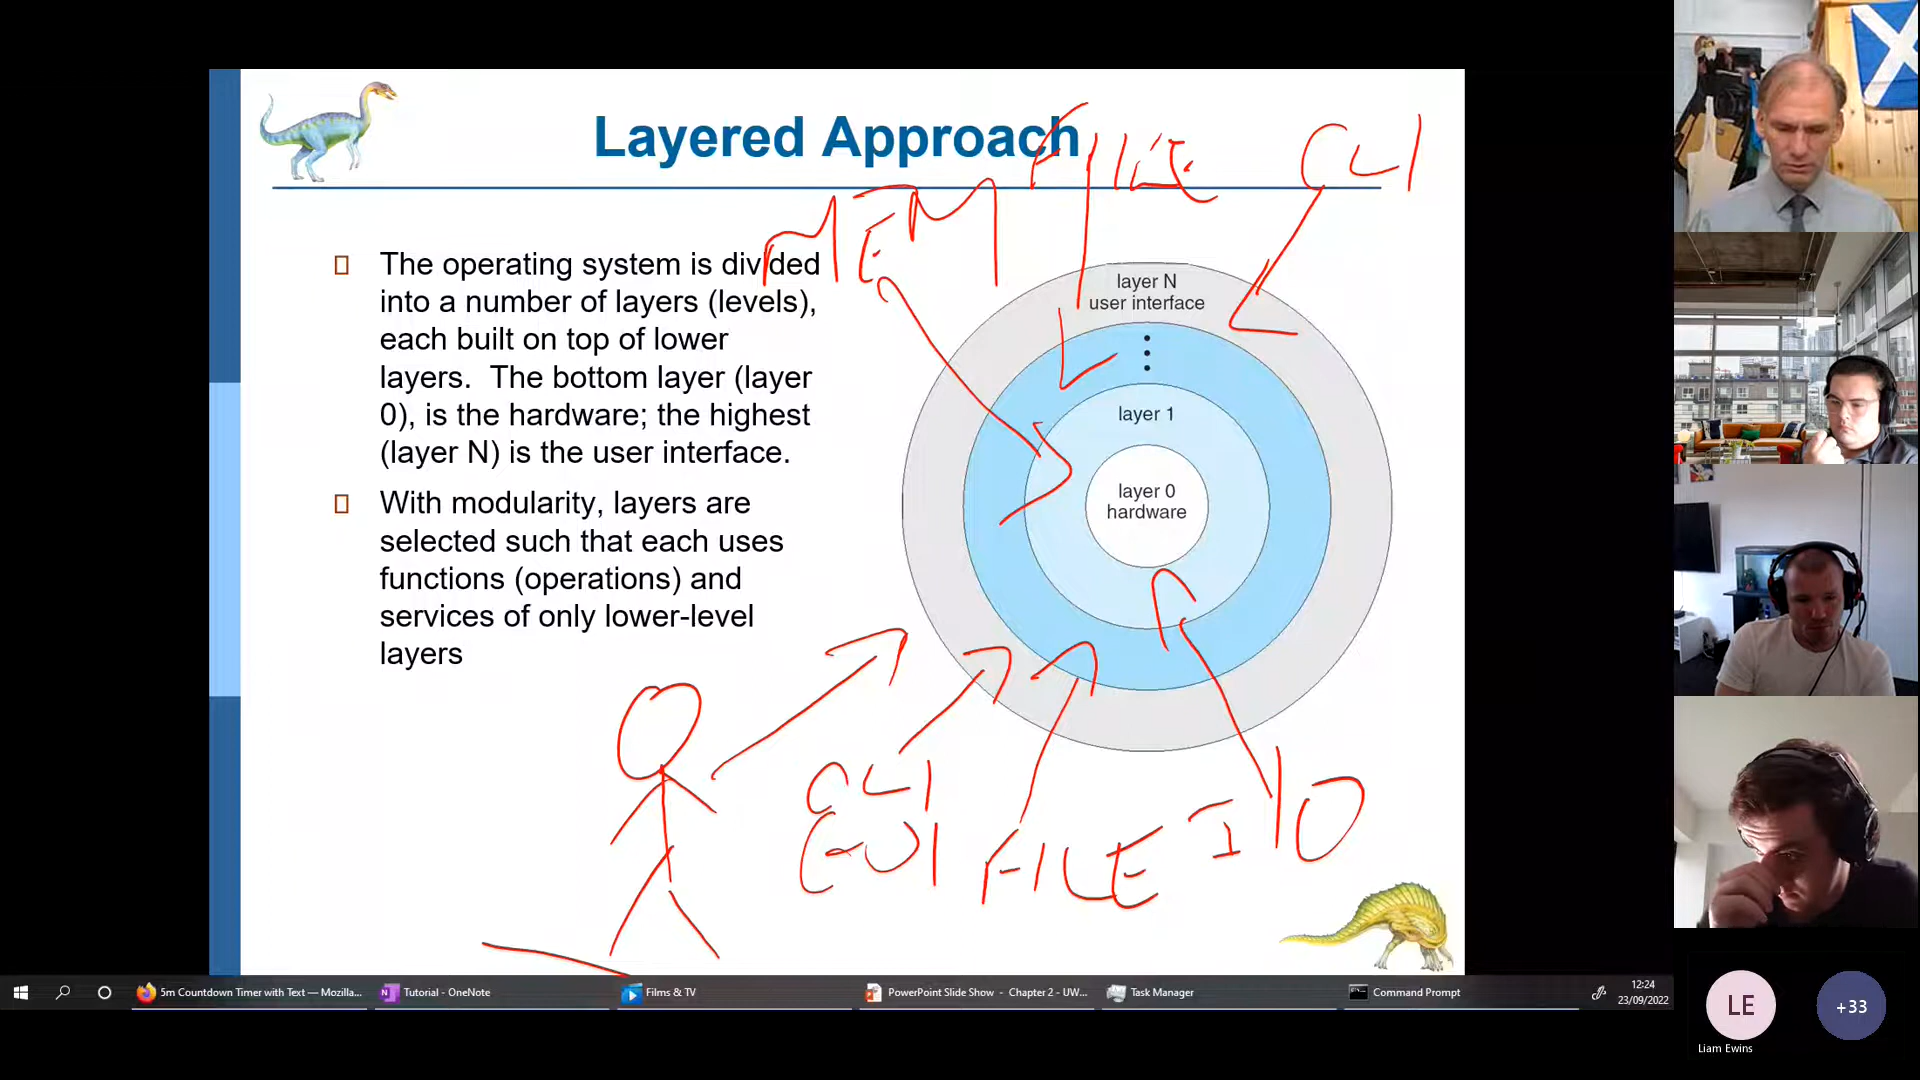 Layered Approach
FILE
CLI
MEM
The operating system is divided
into a number of layers (levels),
each built on top of lower
layers.  The bottom layer (layer
0), is the hardware; the highest
(layer N) is the user interface.
With modularity, layers are
selected such that each uses
functions (operations) and
services of only lower-level
layers
layer N
user interface
layer 1
layer 0
hardware
CLI
GUI
FILE
I/O
5m Countdown Timer with Text — Mozilla...
Tutorial - OneNote
Films & TV
PowerPoint Slide Show - Chapter 2 - UW...
Task Manager
Command Prompt
12:24
23/09/2022
LE
Liam Ewins
+33